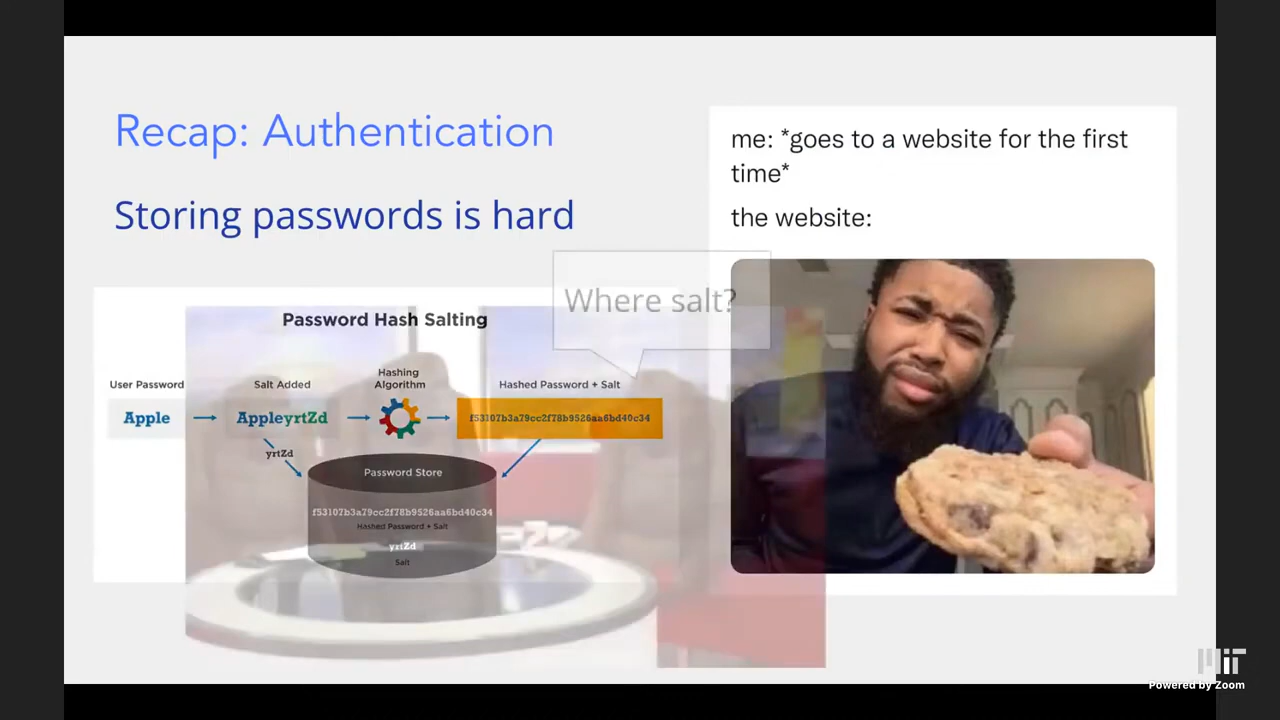 Recap: Authentication
Storing passwords is hard
me: *goes to a website for the first
time*
the website:
Where salt?
Password Hash Salting
User Password
Salt Added
Hashing
Algorithm
Hashed Password + Salt
Apple
AppleyrtZd
f53107b3a79cc2f78b9526aa6bd40c34
yrtZd
Password Store
f53107b3a79cc2f78b9526aa6bd40c34
Hashed Password + Salt
yrtZd
Salt
MIT
Powered by Zoom